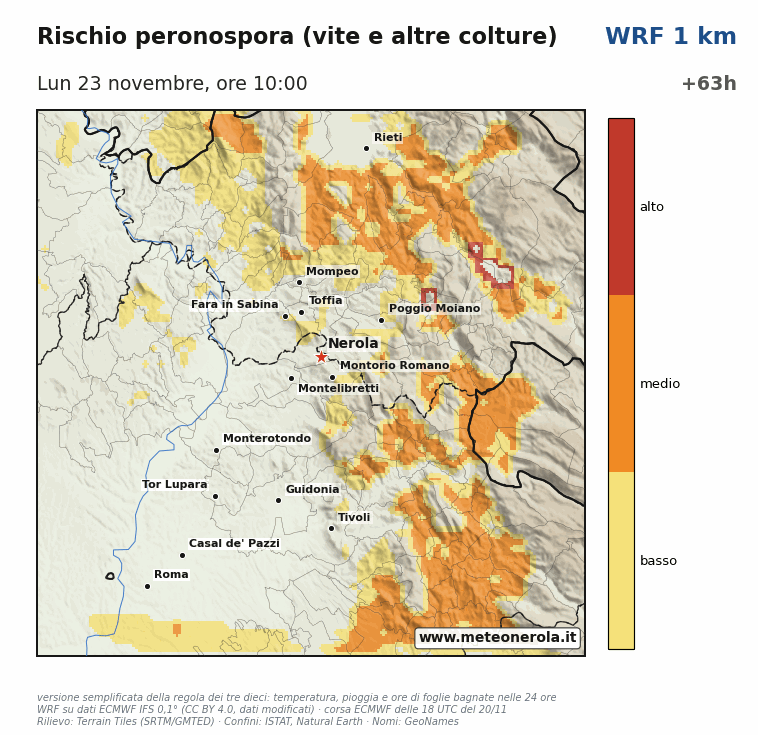 Rischio peronospora (vite e altre colture)
WRF 1 km
Lun 23 novembre, ore 10:00
+63h
Rieti
alto
Mompeo
Toffia
Fara in Sabina
Poggio Moiano
Nerola
Montorio Romano
Montelibretti
medio
Monterotondo
Tor Lupara
Guidonia
Tivoli
Casal de' Pazzi
basso
Roma
www.meteonerola.it
versione semplificata della regola dei tre dieci: temperatura, pioggia e ore di foglie bagnate nelle 24 ore
WRF su dati ECMWF IFS 0,1° (CC BY 4.0, dati modificati) · corsa ECMWF delle 18 UTC del 20/11
Rilievo: Terrain Tiles (SRTM/GMTED) · Confini: ISTAT, Natural Earth · Nomi: GeoNames